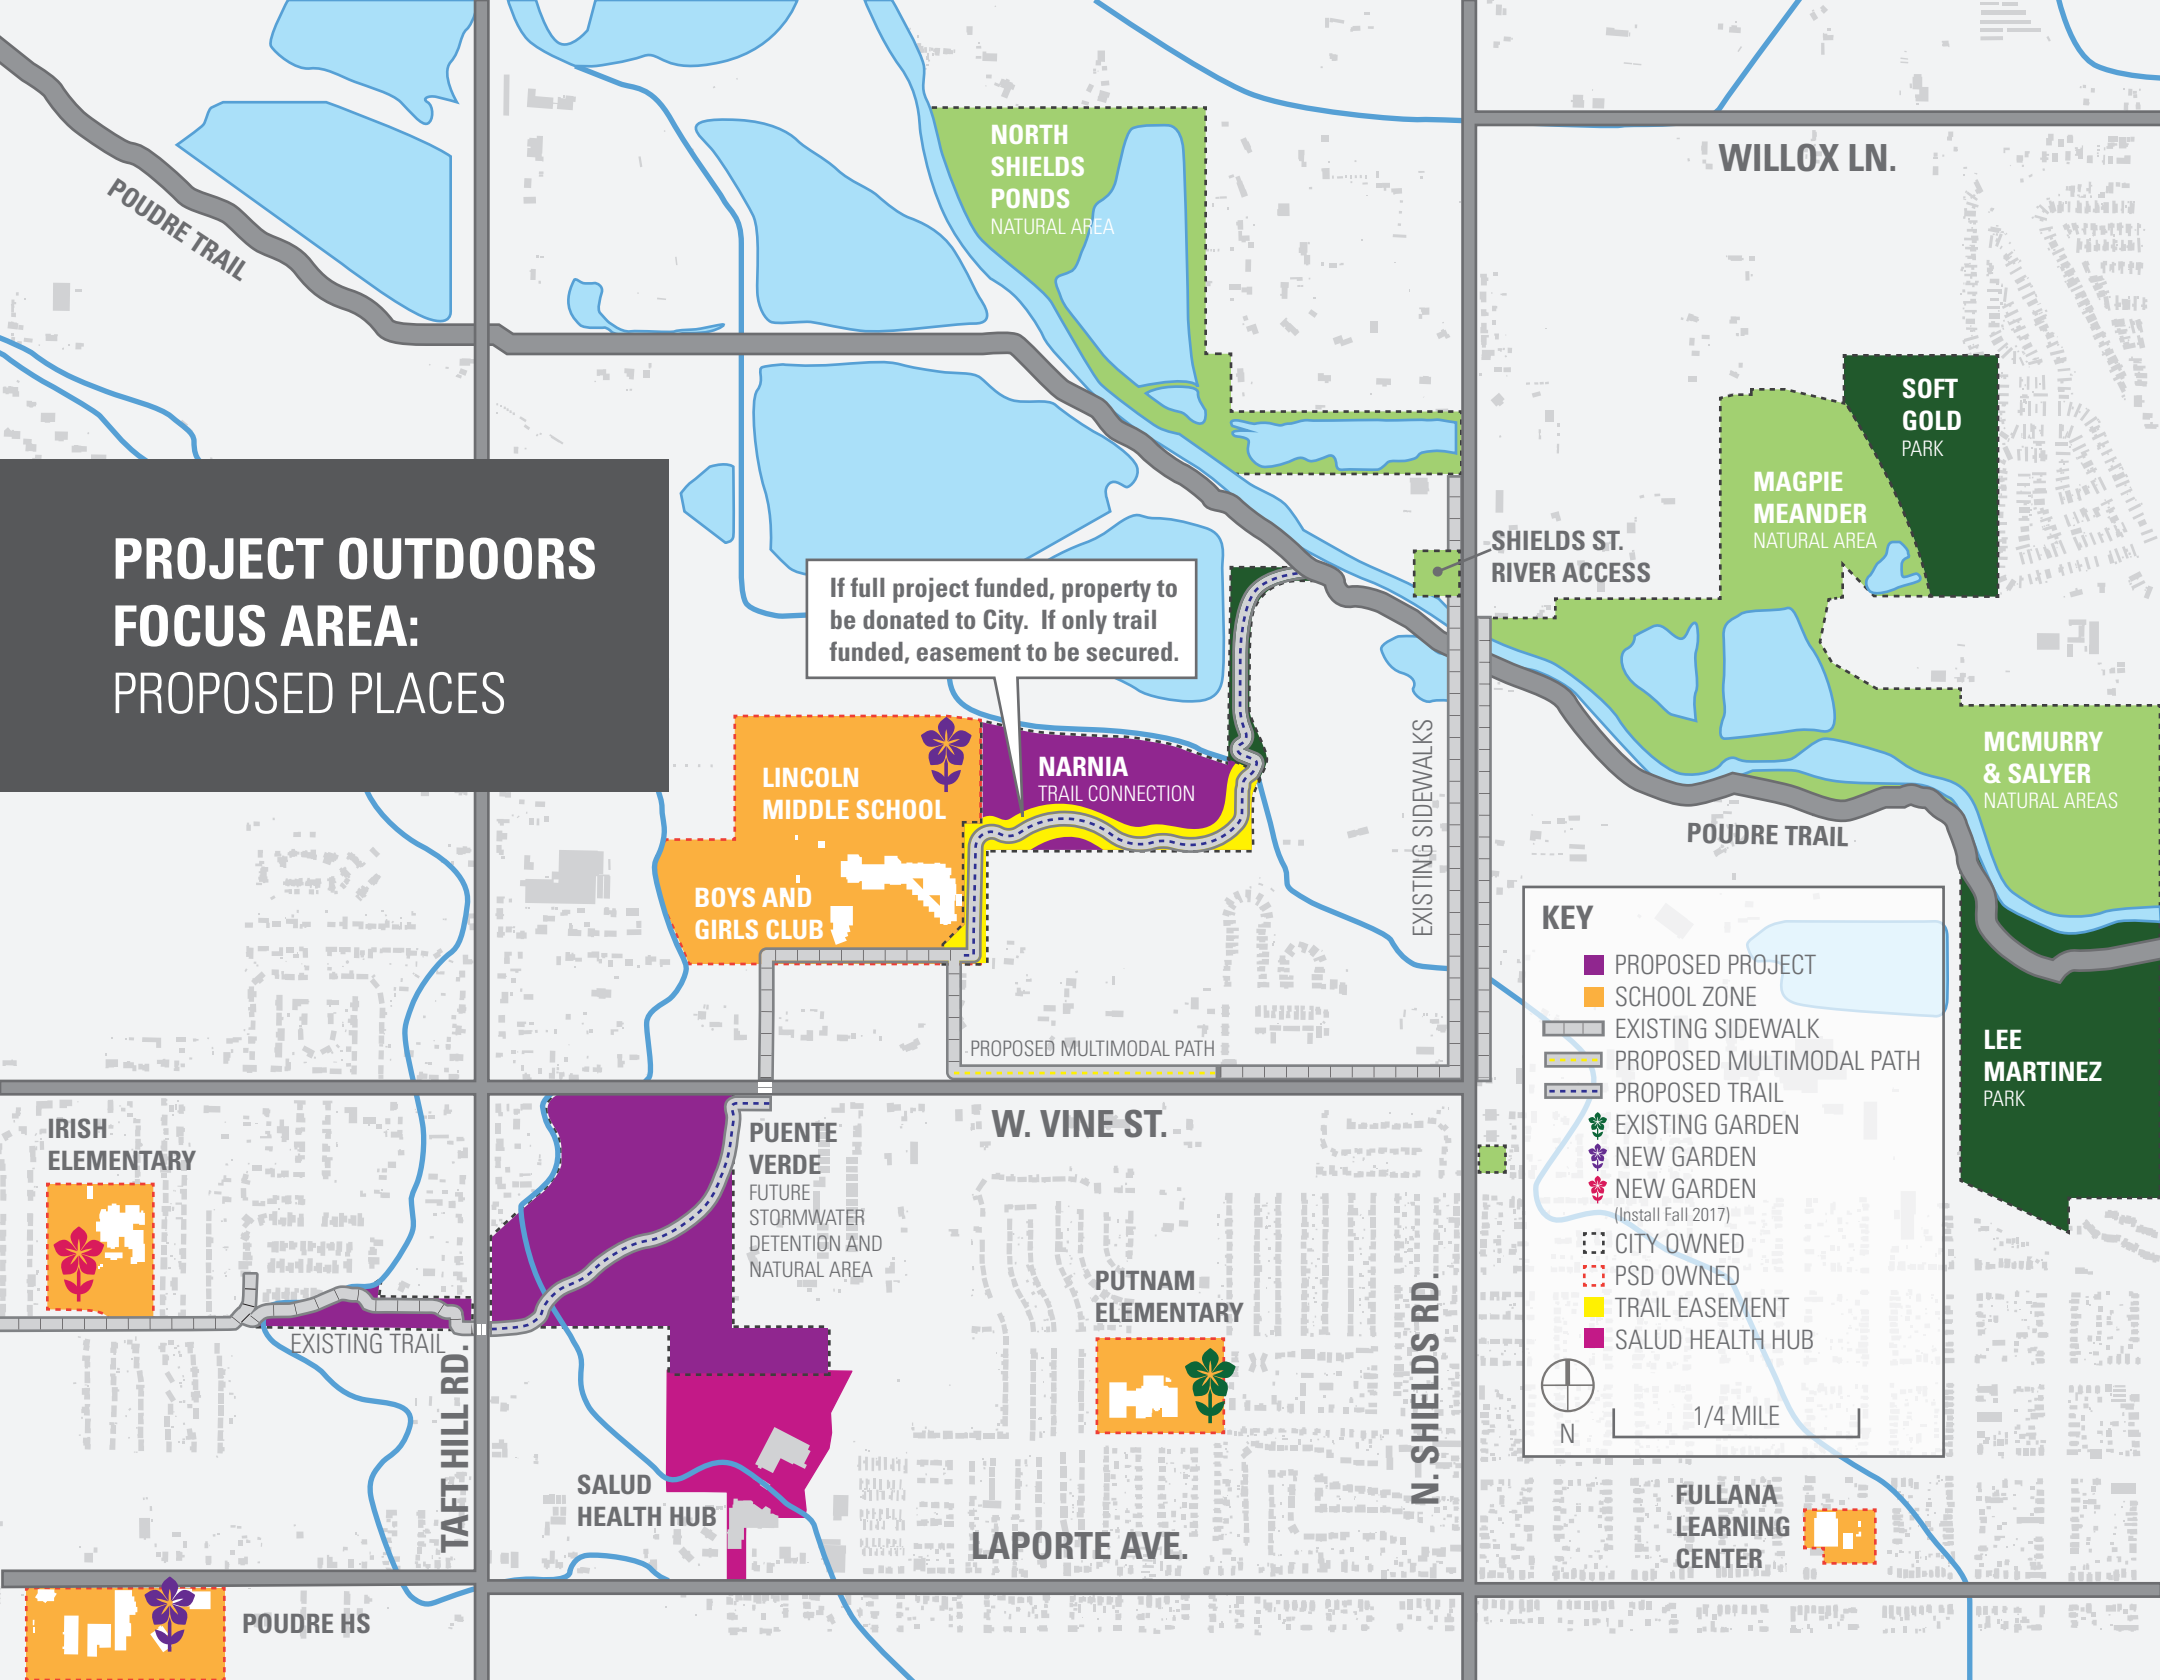 POUDRE TRAIL
NORTH
SHIELDS
PONDS
NATURAL AREA
WILLOX LN.
SOFT
GOLD
PARK
MAGPIE
MEANDER
NATURAL AREA
SHIELDS ST.
RIVER ACCESS
PROJECT OUTDOORS
FOCUS AREA:
PROPOSED PLACES
If full project funded, property to
be donated to City.  If only trail
funded, easement to be secured.
LINCOLN
MIDDLE SCHOOL
NARNIA
TRAIL CONNECTION
BOYS AND
GIRLS CLUB
EXISTING SIDEWALKS
MCMURRY
& SALYER
NATURAL AREAS
POUDRE TRAIL
PROPOSED MULTIMODAL PATH
LEE
MARTINEZ
PARK
KEY
PROPOSED PROJECT
SCHOOL ZONE
EXISTING SIDEWALK
PROPOSED MULTIMODAL PATH
PROPOSED TRAIL
EXISTING GARDEN
NEW GARDEN
NEW GARDEN
(Install Fall 2017)
CITY OWNED
PSD OWNED
TRAIL EASEMENT
SALUD HEALTH HUB
N
1/4 MILE
IRISH
ELEMENTARY
W. VINE ST.
PUENTE
VERDE
FUTURE
STORMWATER
DETENTION AND
NATURAL AREA
EXISTING TRAIL
TAFT HILL RD.
PUTNAM
ELEMENTARY
N. SHIELDS RD.
SALUD
HEALTH HUB
LAPORTE AVE.
FULLANA
LEARNING
CENTER
POUDRE HS